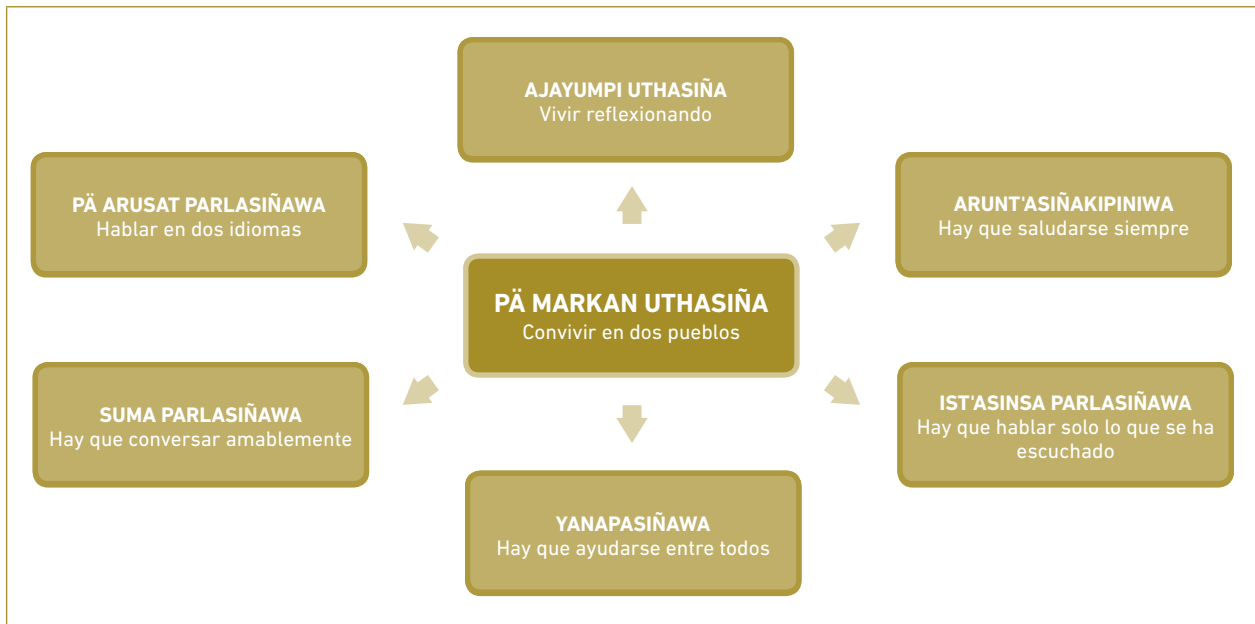 AJAYUMPI UTHASIÑA
Vivir reflexionando
PÄ ARUSAT PARLASIÑAWA
Hablar en dos idiomas
ARUNT'ASIÑAKIPINIWA
Hay que saludarse siempre
PÄ MARKAN UTHASIÑA
Convivir en dos pueblos
SUMA PARLASIÑAWA
Hay que conversar amablemente
IST'ASINSA PARLASIÑAWA
Hay que hablar solo lo que se ha
escuchado
YANAPASIÑAWA
Hay que ayudarse entre todos